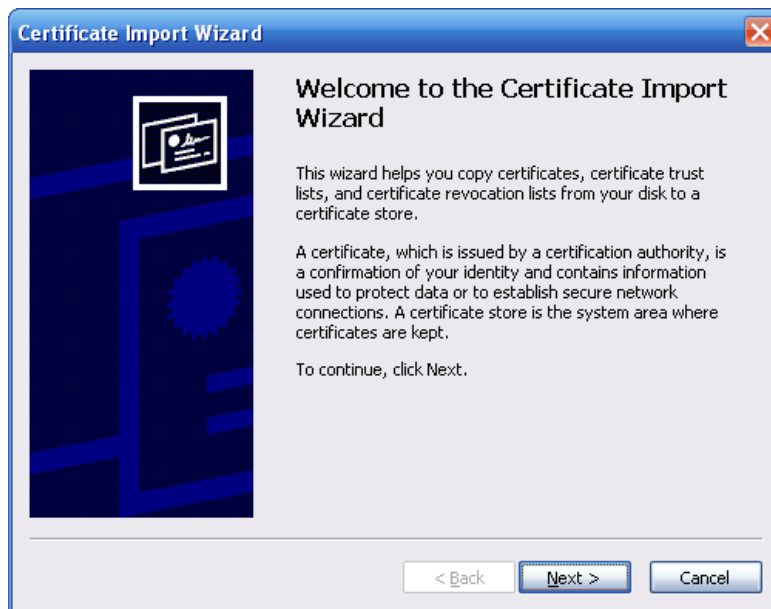 Certificate Import Wizard
Welcome to the Certificate Import
Wizard
This wizard helps you copy certificates, certificate trust
lists, and certificate revocation lists from your disk to a
certificate store.
A certificate, which is issued by a certification authority, is
a confirmation of your identity and contains information
used to protect data or to establish secure network
connections. A certificate store is the system area where
certificates are kept.
To continue, click Next.
< Back Next > Cancel